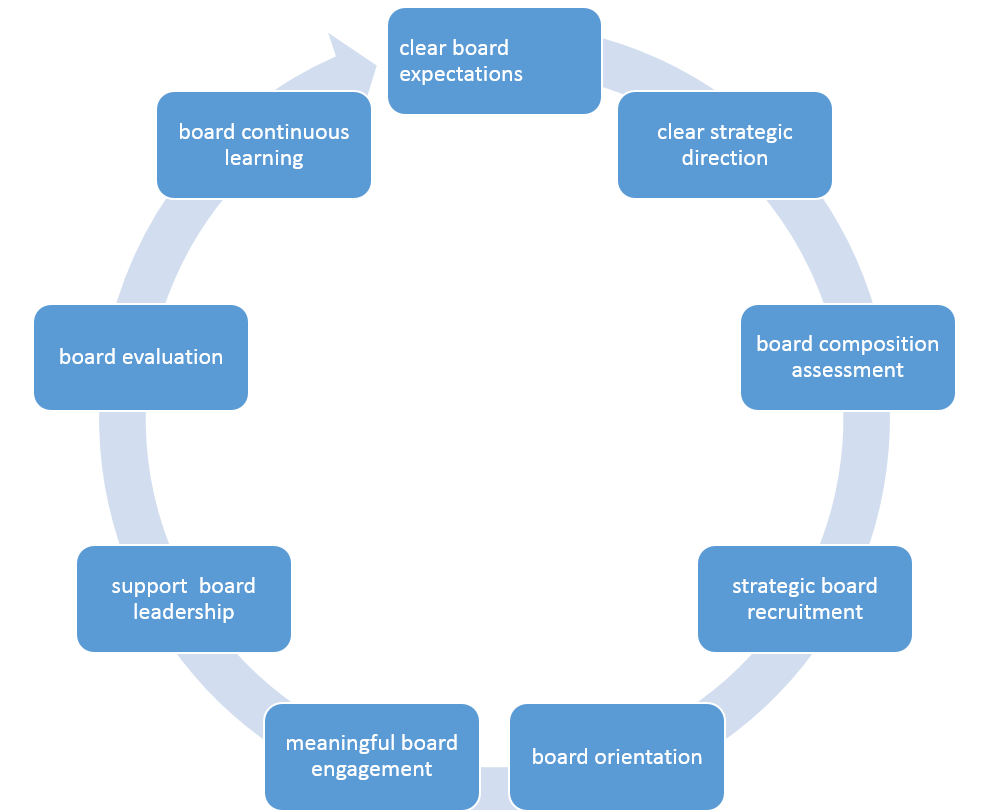 clear board
expectations
clear strategic
direction
board composition
assessment
strategic board
recruitment
board orientation
meaningful board
engagement
support  board
leadership
board evaluation
board continuous
learning